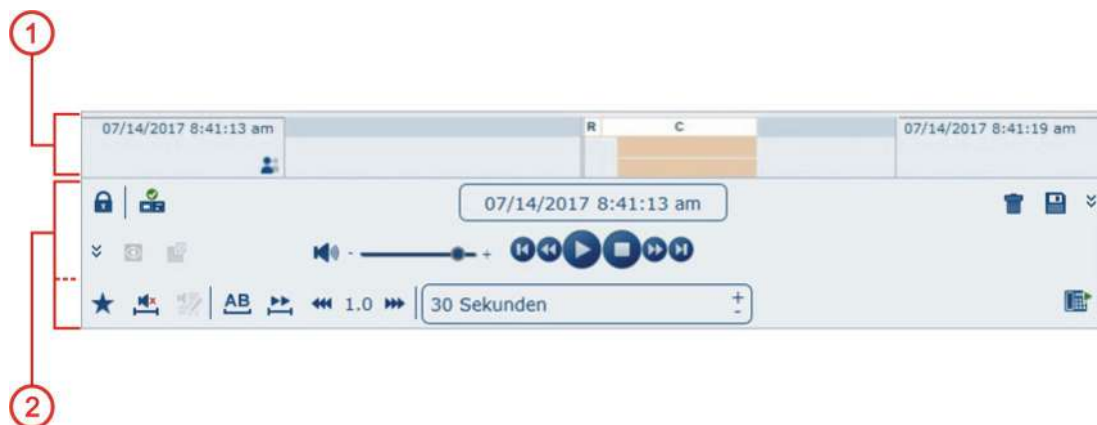 1
07/14/2017 8:41:13 am R C 07/14/2017 8:41:19 am
07/14/2017 8:41:13 am
- +
AB 1.0 30 Sekunden + -
2